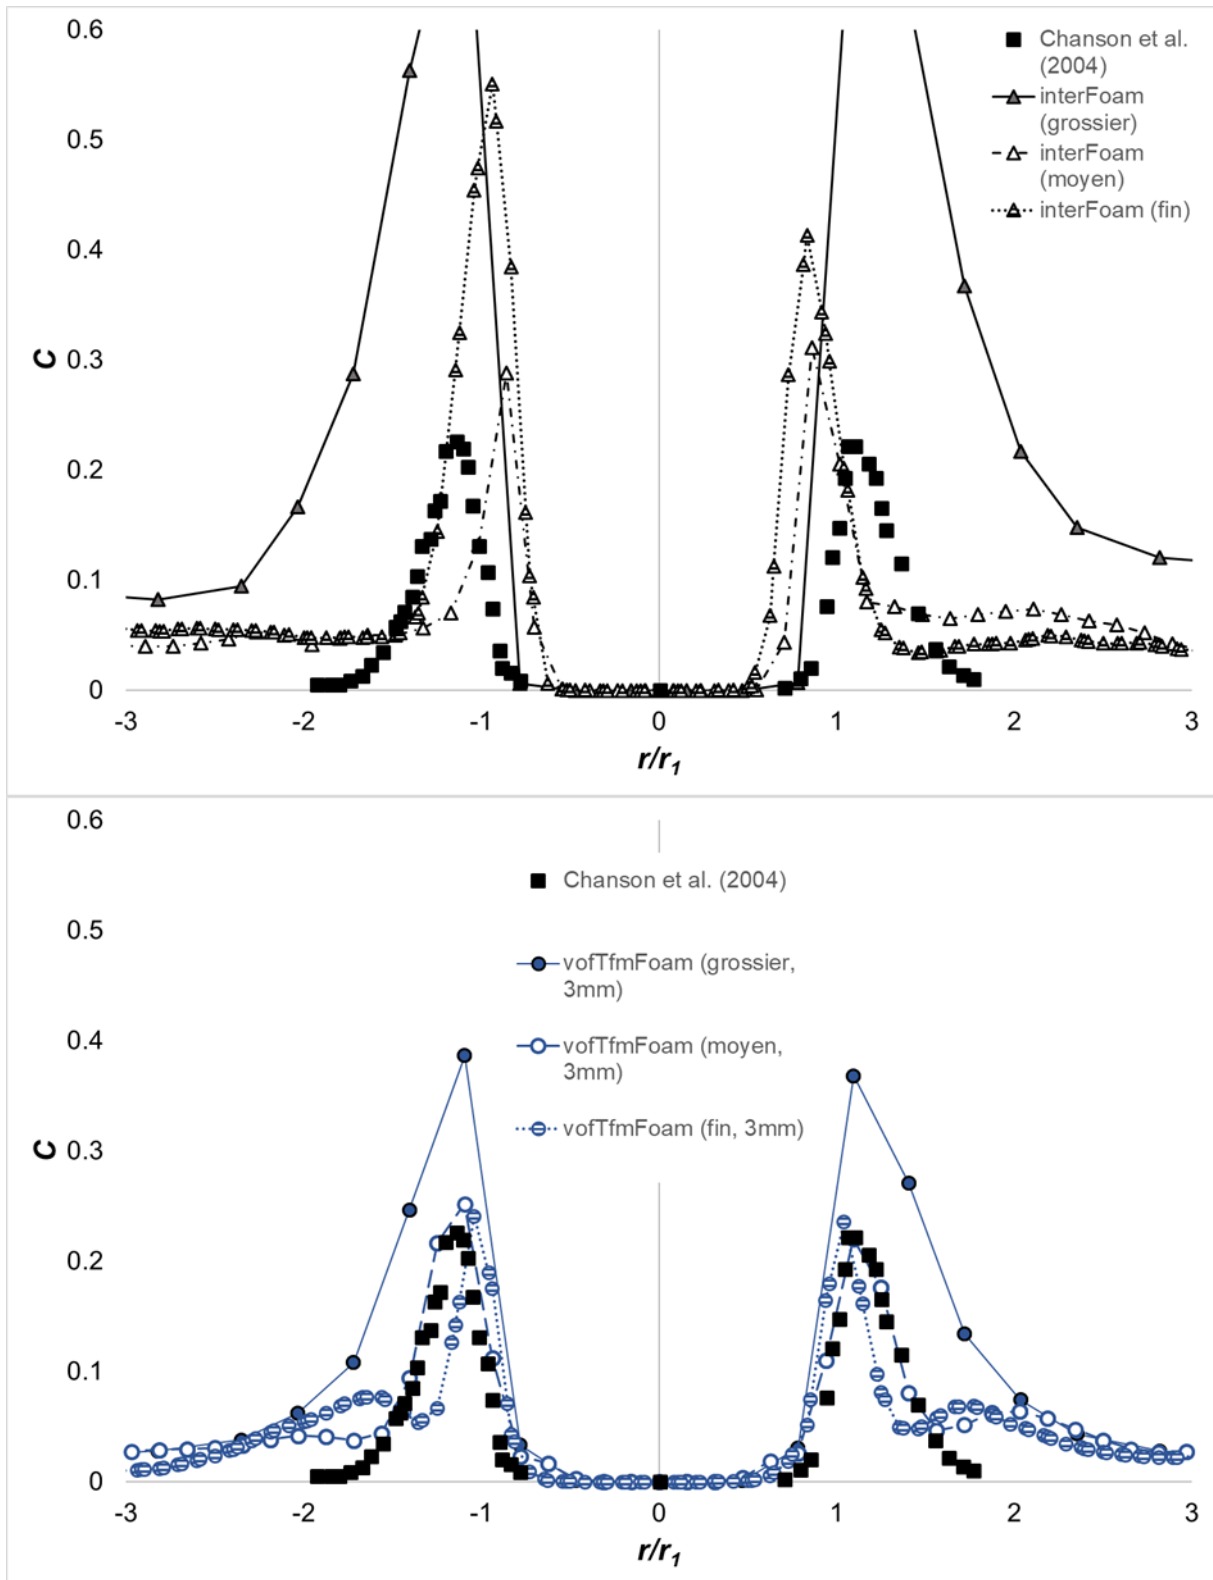 0.6
Chanson et al.
(2004)
interFoam
(grossier)
interFoam
(moyen)
interFoam (fin)
0.5
0.4
C
0.3
0.2
0.1
0
-3
-2
-1
0
1
2
3
r/r1
0.6
Chanson et al. (2004)
0.5
vofTfmFoam (grossier,
3mm)
0.4
vofTfmFoam (moyen,
3mm)
vofTfmFoam (fin, 3mm)
C
0.3
0.2
0.1
0
-3
-2
-1
0
1
2
3
r/r1